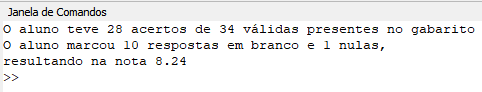 Janela de Comandos
O aluno teve 28 acertos de 34 válidas presentes no gabarito
O aluno marcou 10 respostas em branco e 1 nulas,
resultando na nota 8.24
>>